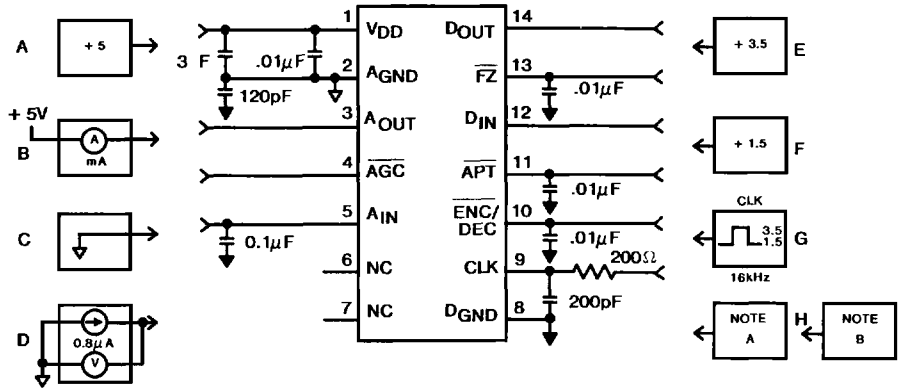 A
+ 5
+ 5V
B
A
mA
C
D
0.8μA
V
1
VDD
3 F
.01μF
2
AGND
120pF
3
AOUT
4
AGC
5
AIN
0.1μF
6
NC
7
NC
14
DOUT
13
FZ
.01μF
12
DIN
11
APT
.01μF
ENC/
DEC
10
.01μF
9
CLK
200Ω
200pF
DGND
8
+ 3.5
E
+ 1.5
F
CLK
3.5
1.5
G
16kHz
NOTE
A
H
NOTE
B